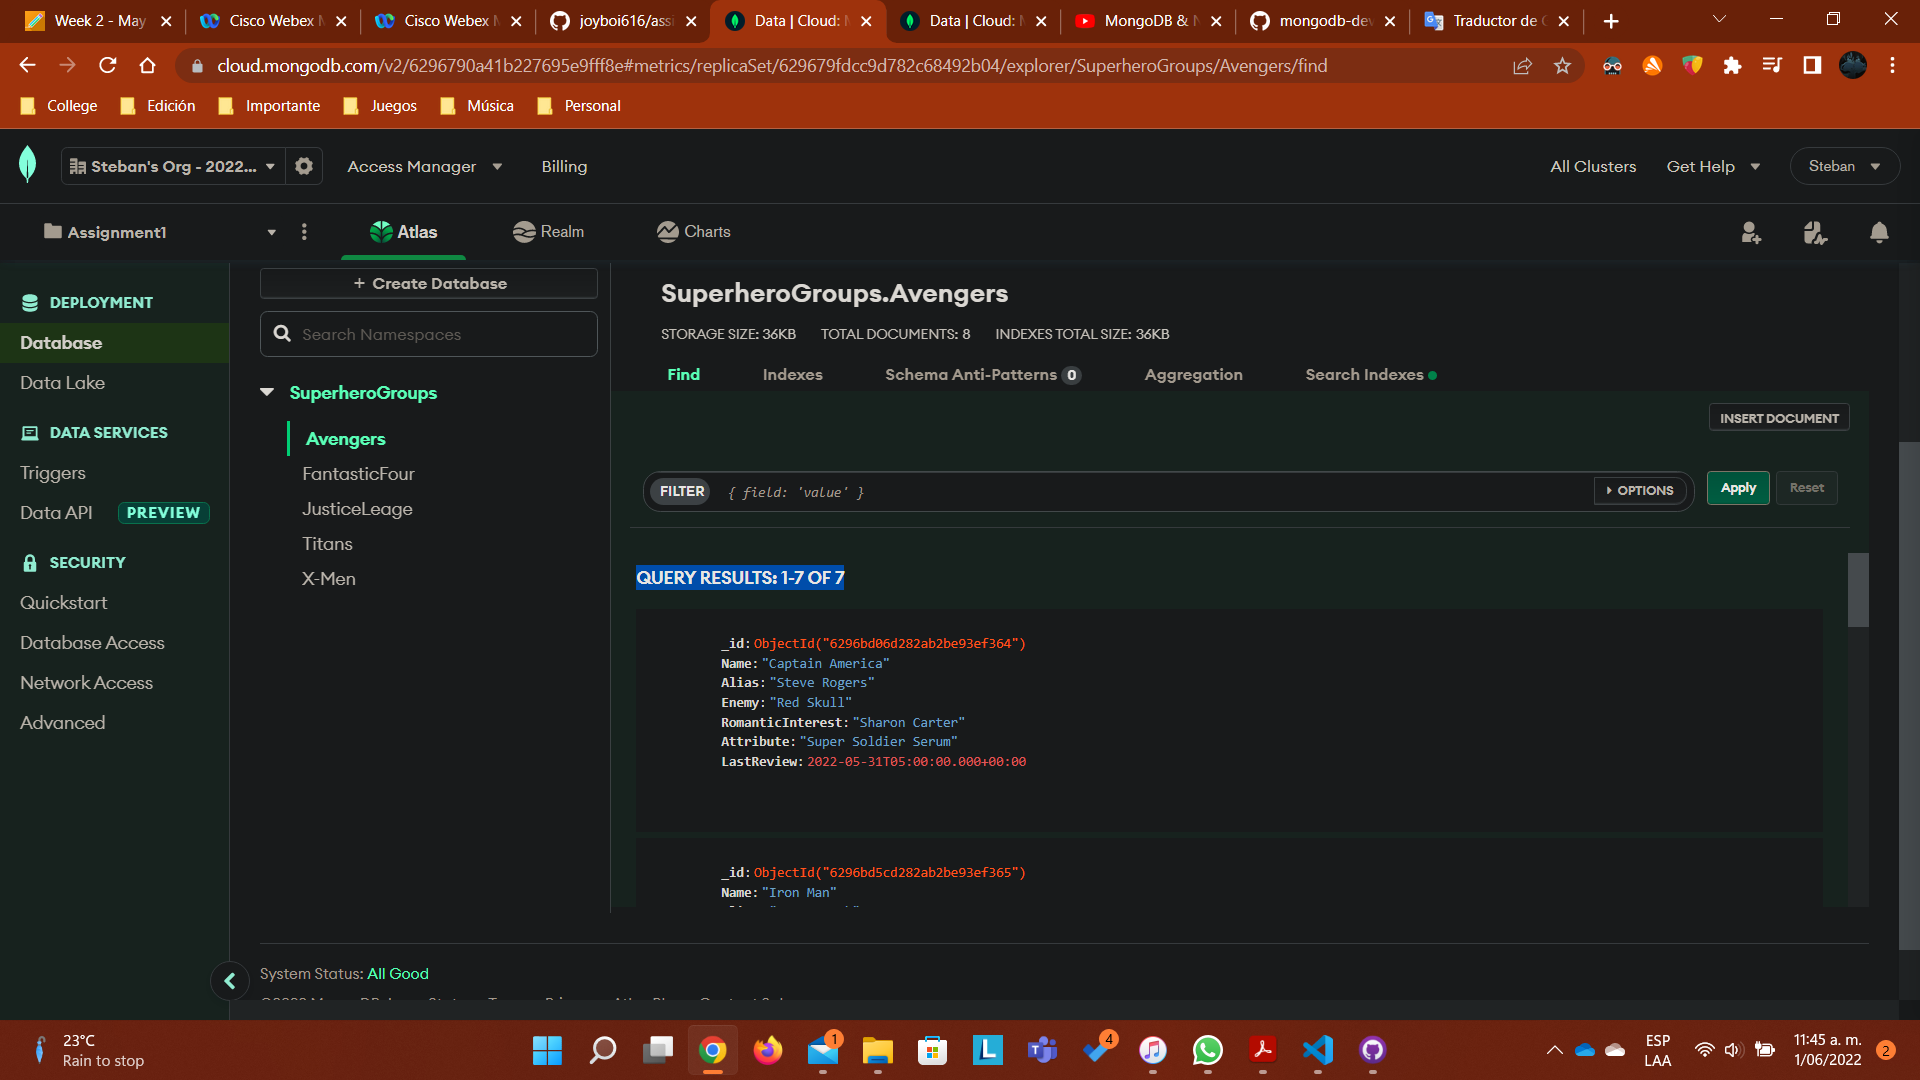 Week 2 - May
Cisco Webex
Cisco Webex
joyboi616/assi
Data | Cloud:
Data | Cloud:
MongoDB &
mongodb-dev
Traductor de
cloud.mongodb.com/v2/6296790a41b227695e9fff8e#metrics/replicaSet/629679fdcc9d782c68492b04/explorer/SuperheroGroups/Avengers/find
College
Edición
Importante
Juegos
Música
Personal
Steban's Org - 2022...
Access Manager
Billing
All Clusters
Get Help
Steban
Assignment1
Atlas
Realm
Charts
DEPLOYMENT
Database
Data Lake
DATA SERVICES
Triggers
Data API PREVIEW
SECURITY
Quickstart
Database Access
Network Access
Advanced
+ Create Database
Search Namespaces
SuperheroGroups
Avengers
FantasticFour
JusticeLeage
Titans
X-Men
SuperheroGroups.Avengers
STORAGE SIZE: 36KB TOTAL DOCUMENTS: 8 INDEXES TOTAL SIZE: 36KB
Find Indexes Schema Anti-Patterns 0 Aggregation Search Indexes
INSERT DOCUMENT
FILTER { field: 'value' } OPTIONS Apply Reset
QUERY RESULTS: 1-7 OF 7
_id: ObjectId("6296bd06d282ab2be93ef364")
Name: "Captain America"
Alias: "Steve Rogers"
Enemy: "Red Skull"
RomanticInterest: "Sharon Carter"
Attribute: "Super Soldier Serum"
LastReview: 2022-05-31T05:00:00.000+00:00
_id: ObjectId("6296bd5cd282ab2be93ef365")
Name: "Iron Man"
System Status: All Good
23°C
Rain to stop
1
4
ESP
LAA
11:45 a. m.
1/06/2022
2